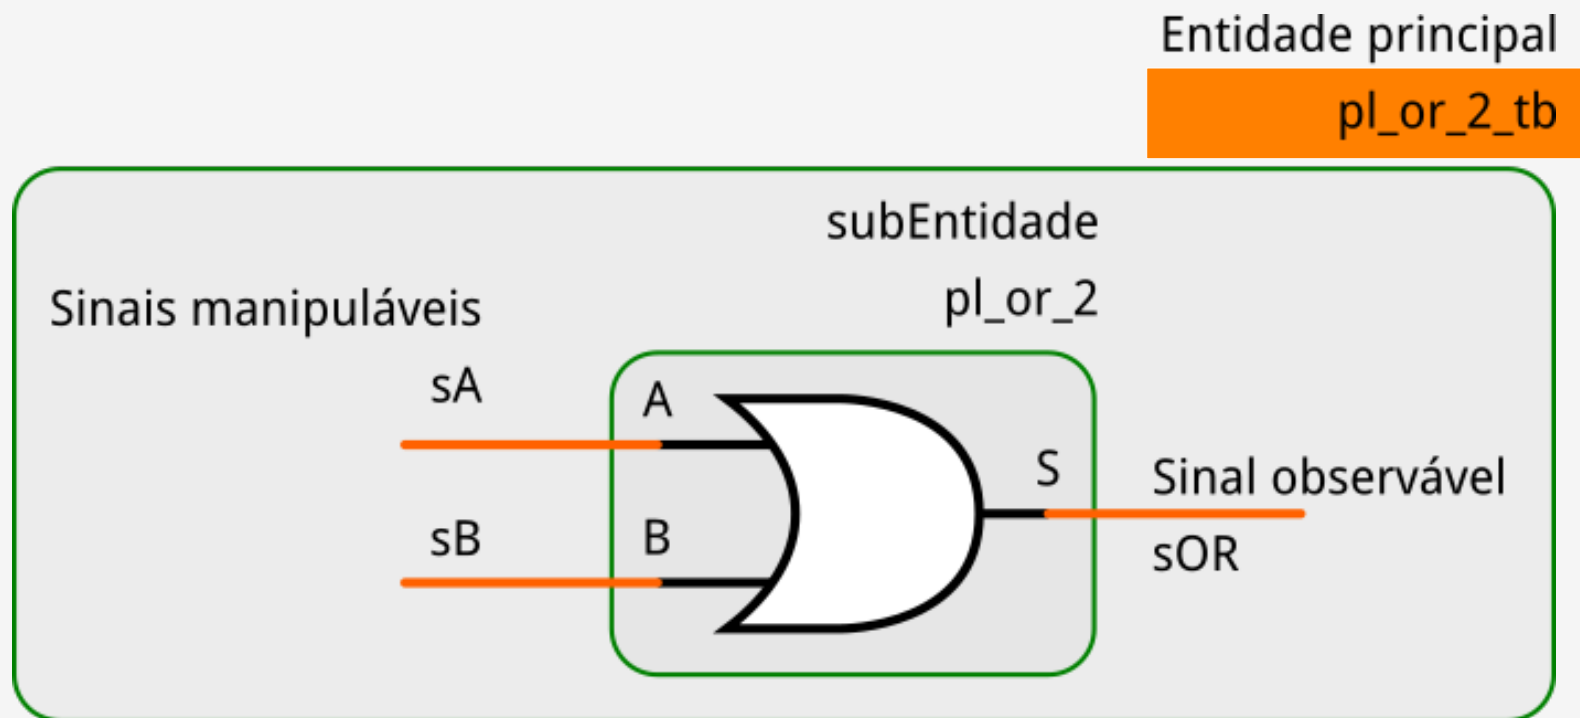 Entidade principal
pl_or_2_tb
subEntidade
pl_or_2
Sinais manipuláveis
sA
A
S
Sinal observável
sB
B
sOR